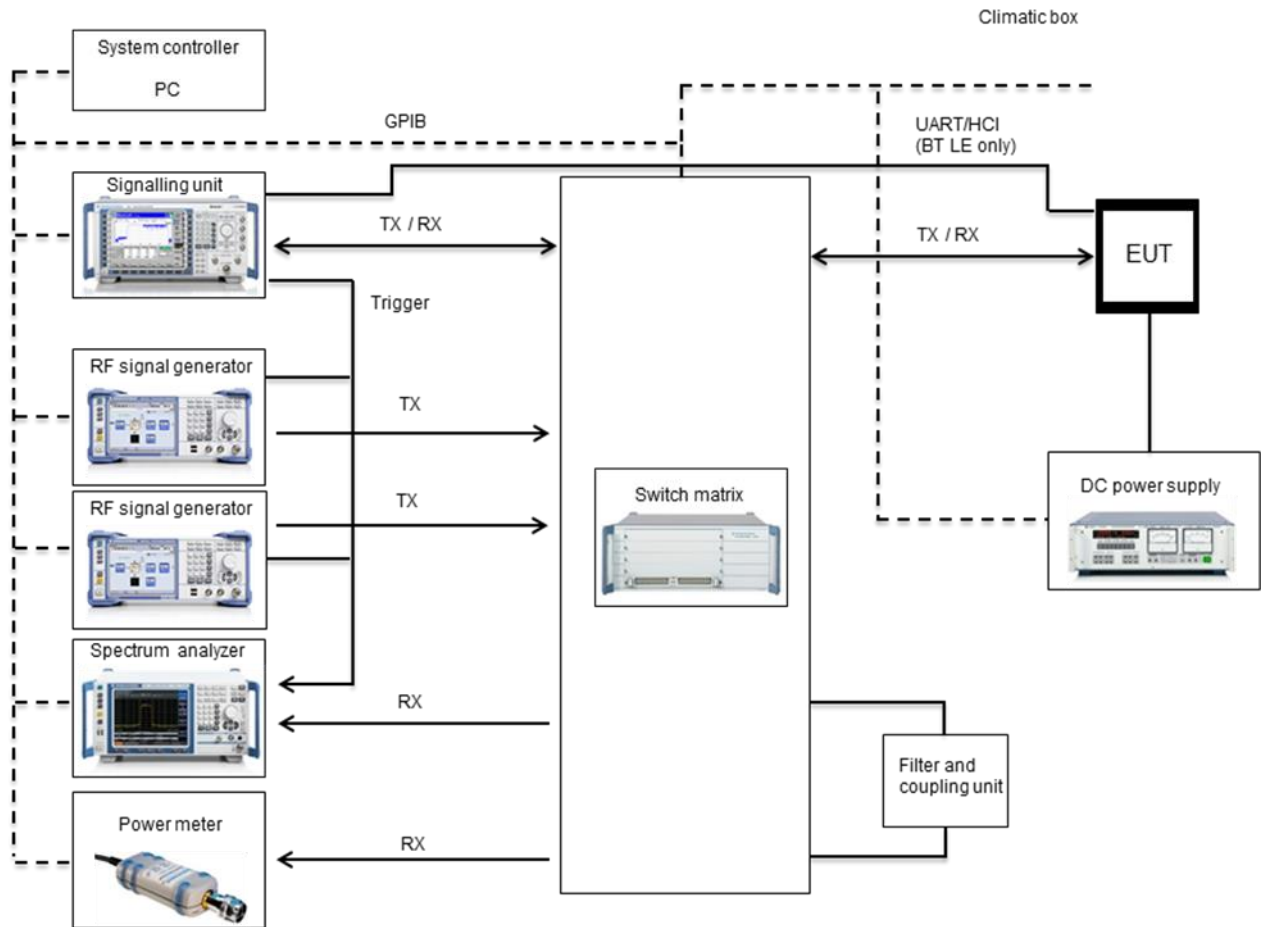 Climatic box
System controller
PC
GPIB
UART/HCI
(BT LE only)
Signalling unit
TX / RX
TX / RX
EUT
Trigger
RF signal generator
TX
RF signal generator
TX
Switch matrix
DC power supply
Spectrum analyzer
RX
Filter and
coupling unit
Power meter
RX